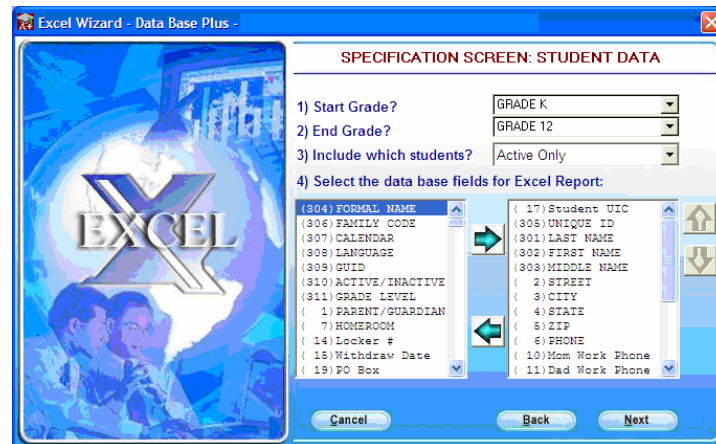 Excel Wizard - Data Base Plus -
SPECIFICATION SCREEN: STUDENT DATA
1) Start Grade?
GRADE K
2) End Grade?
GRADE 12
3) Include which students?
Active Only
4) Select the data base fields for Excel Report:
(304)FORMAL NAME
(306)FAMILY CODE
(307)CALENDAR
(308)LANGUAGE
(309)GUID
(310)ACTIVE/INACTIVE
(311)GRADE LEVEL
( 1)PARENT/GUARDIAN
( 7)HOMEROOM
( 14)Locker #
( 15)Withdraw Date
( 19)PO Box
( 17)Student UIC
(305)UNIQUE ID
(301)LAST NAME
(302)FIRST NAME
(303)MIDDLE NAME
( 2)STREET
( 3)CITY
( 4)STATE
( 5)ZIP
( 6)PHONE
( 10)Mom Work Phone
( 11)Dad Work Phone
X
EXCEL
Cancel
Back
Next